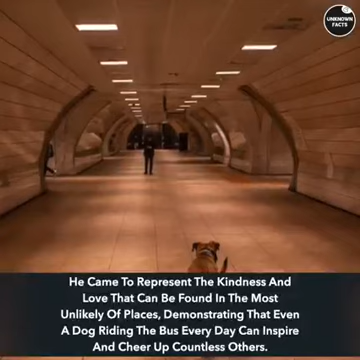 UNKNOWN
FACTS
He Came To Represent The Kindness And
Love That Can Be Found In The Most
Unlikely Of Places, Demonstrating That Even
A Dog Riding The Bus Every Day Can Inspire
And Cheer Up Countless Others.